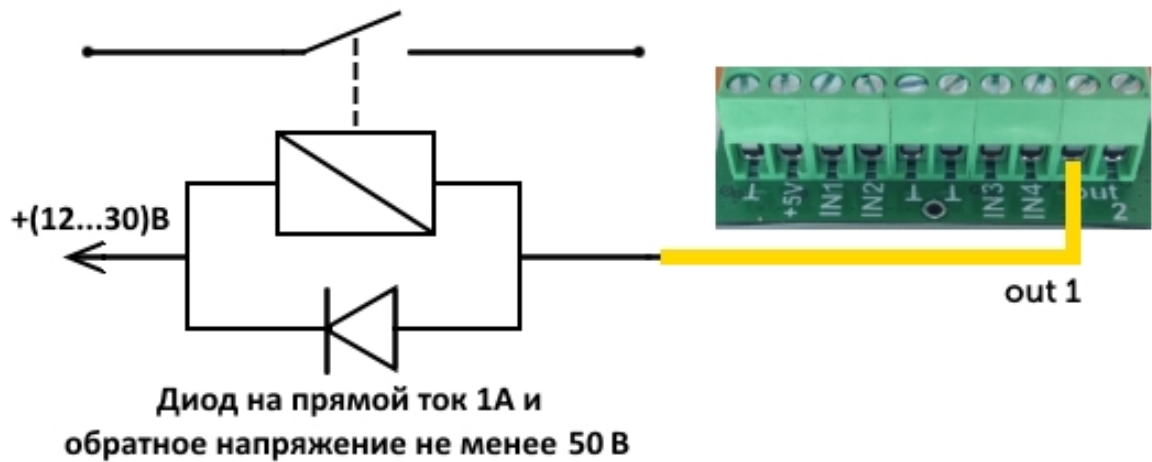 +(12...30)В
+5V
IN1
IN2
IN3
IN4
out
2
out 1
Диод на прямой ток 1А и
обратное напряжение не менее 50 В